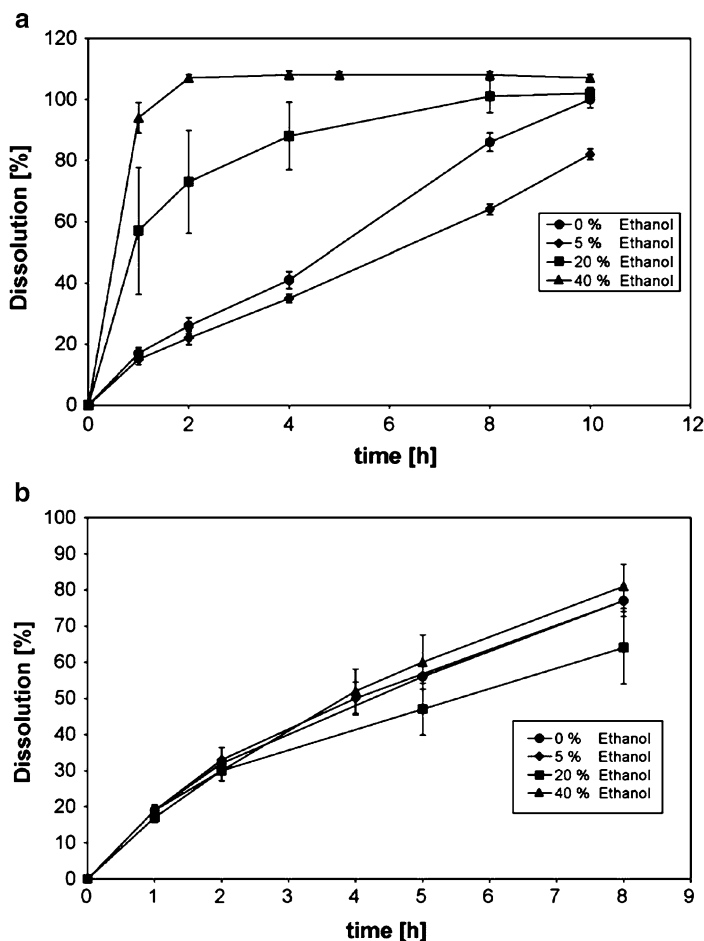 a
120
100
80
60
40
20
0
Dissolution [%]
0 % Ethanol
5 % Ethanol
20 % Ethanol
40 % Ethanol
0 2 4 6 8 10 12
time [h]
b
100
90
80
70
60
50
40
30
20
10
0
Dissolution [%]
0 % Ethanol
5 % Ethanol
20 % Ethanol
40 % Ethanol
0 1 2 3 4 5 6 7 8 9
time [h]